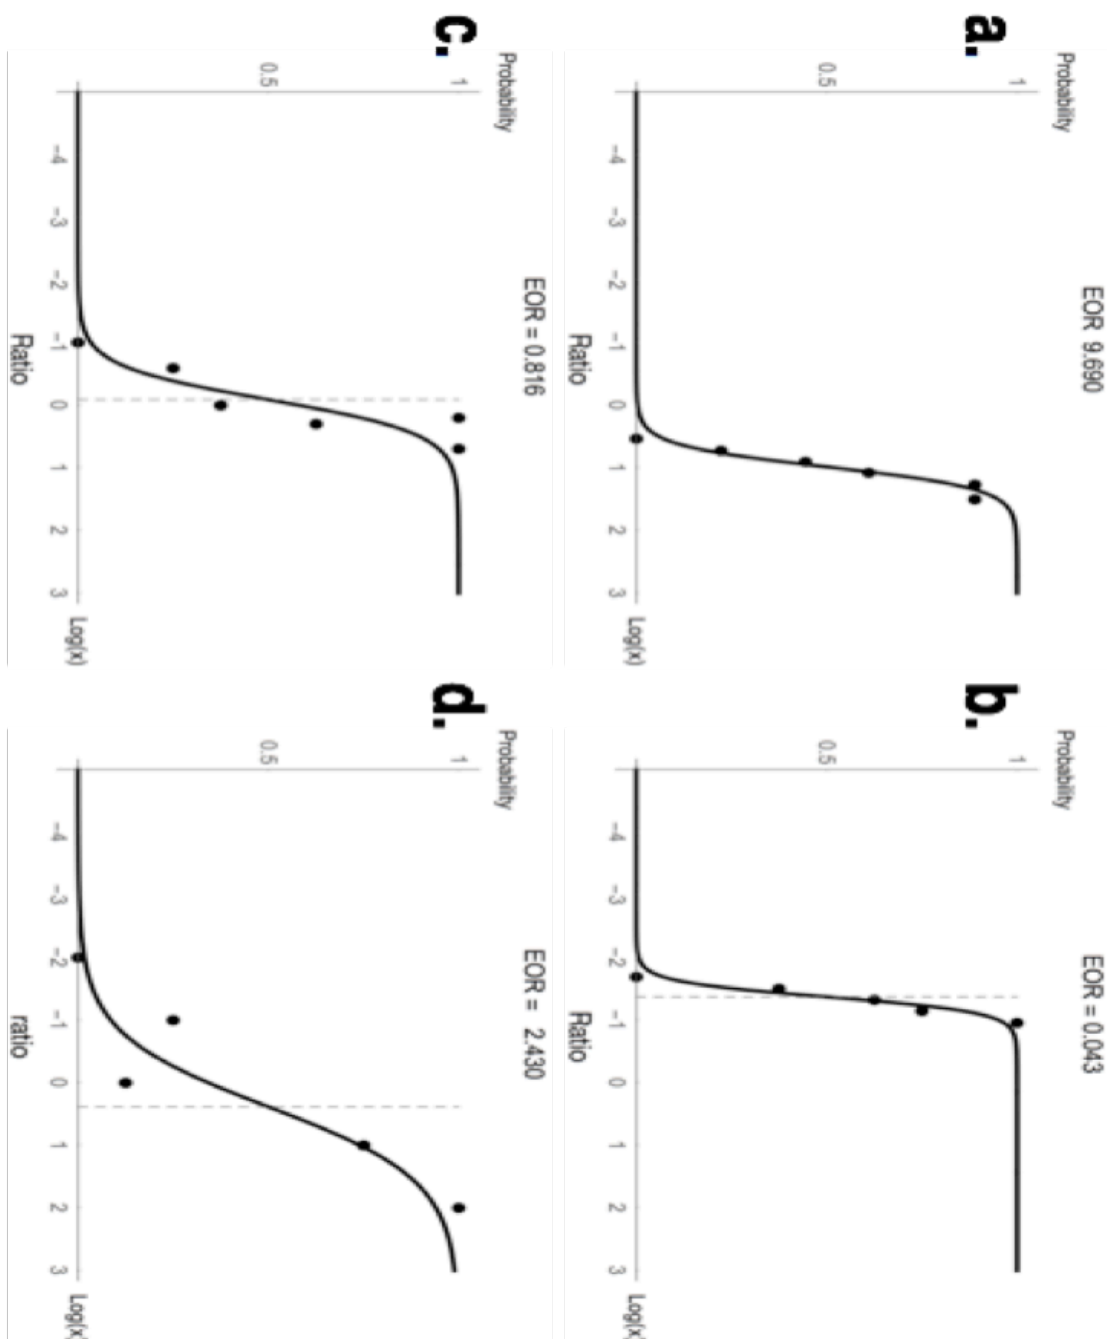 a.
EOR 9.690
Probability
1
0.5
-4 -3 -2 -1 0 1 2 3 Log(x)
Ratio
b.
EOR = 0.043
Probability
1
0.5
-4 -3 -2 -1 0 1 2 3 Log(x)
Ratio
c.
EOR = 0.816
Probability
1
0.5
-4 -3 -2 -1 0 1 2 3 Log(x)
Ratio
d.
EOR = 2.430
Probability
1
0.5
-4 -3 -2 -1 0 1 2 3 Log(x)
ratio